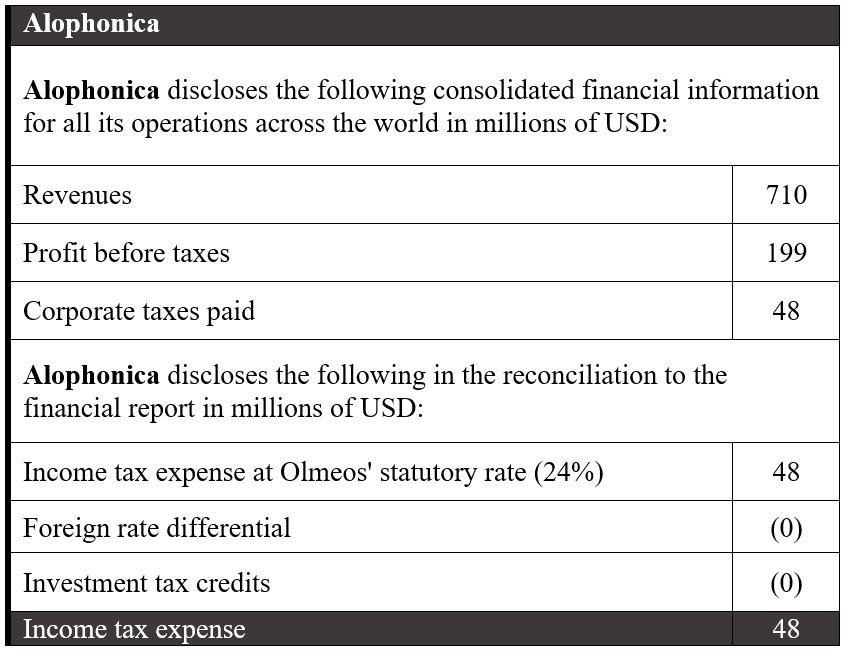 Alophonica
Alophonica discloses the following consolidated financial information
for all its operations across the world in millions of USD:
Revenues 710
Profit before taxes 199
Corporate taxes paid 48
Alophonica discloses the following in the reconciliation to the
financial report in millions of USD:
Income tax expense at Olmeos' statutory rate (24%) 48
Foreign rate differential (0)
Investment tax credits (0)
Income tax expense 48